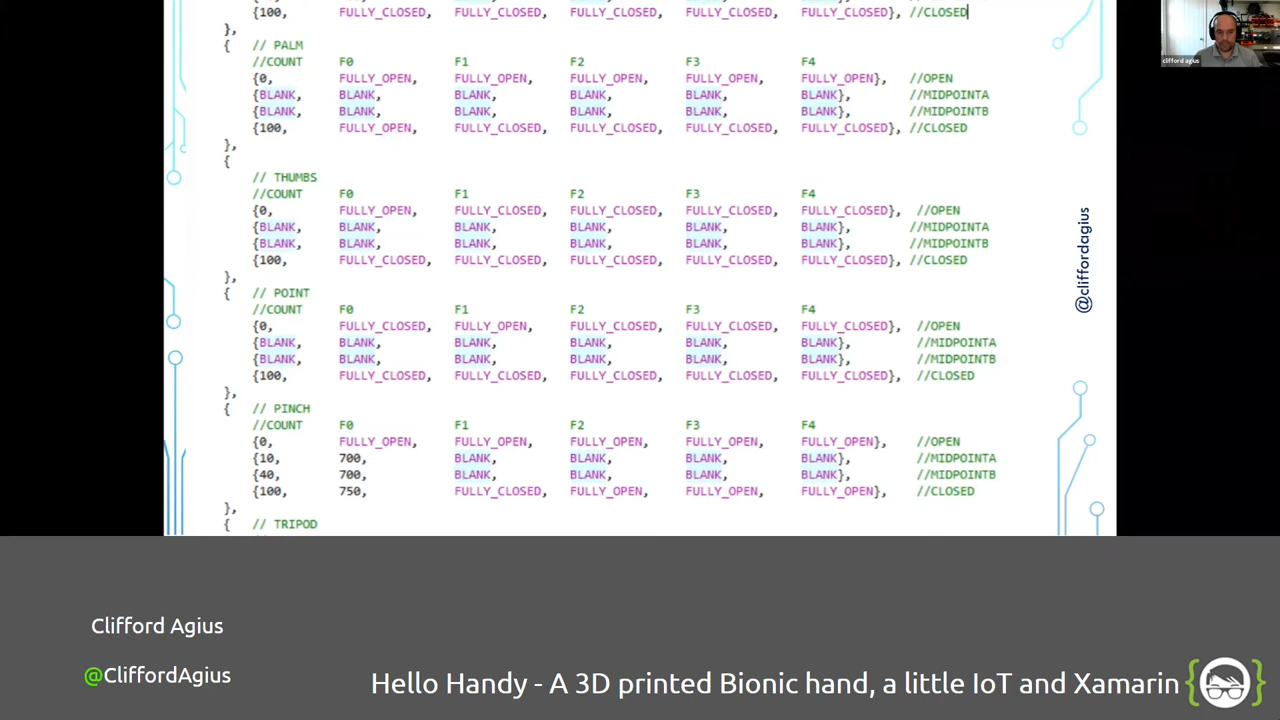 {100, FULLY_CLOSED, FULLY_CLOSED, FULLY_CLOSED, FULLY_CLOSED, FULLY_CLOSED}, //CLOSED
},
{ // PALM
//COUNT F0 F1 F2 F3 F4
{0, FULLY_OPEN, FULLY_OPEN, FULLY_OPEN, FULLY_OPEN, FULLY_OPEN}, //OPEN
{BLANK, BLANK, BLANK, BLANK, BLANK, BLANK}, //MIDPOINTA
{BLANK, BLANK, BLANK, BLANK, BLANK, BLANK}, //MIDPOINTB
{100, FULLY_OPEN, FULLY_CLOSED, FULLY_CLOSED, FULLY_CLOSED, FULLY_CLOSED}, //CLOSED
},
{
// THUMBS
//COUNT F0 F1 F2 F3 F4
{0, FULLY_OPEN, FULLY_CLOSED, FULLY_CLOSED, FULLY_CLOSED, FULLY_CLOSED}, //OPEN
{BLANK, BLANK, BLANK, BLANK, BLANK, BLANK}, //MIDPOINTA
{BLANK, BLANK, BLANK, BLANK, BLANK, BLANK}, //MIDPOINTB
{100, FULLY_CLOSED, FULLY_CLOSED, FULLY_CLOSED, FULLY_CLOSED, FULLY_CLOSED}, //CLOSED
},
{ // POINT
//COUNT F0 F1 F2 F3 F4
{0, FULLY_CLOSED, FULLY_OPEN, FULLY_CLOSED, FULLY_CLOSED, FULLY_CLOSED}, //OPEN
{BLANK, BLANK, BLANK, BLANK, BLANK, BLANK}, //MIDPOINTA
{BLANK, BLANK, BLANK, BLANK, BLANK, BLANK}, //MIDPOINTB
{100, FULLY_CLOSED, FULLY_CLOSED, FULLY_CLOSED, FULLY_CLOSED, FULLY_CLOSED}, //CLOSED
},
{ // PINCH
//COUNT F0 F1 F2 F3 F4
{0, FULLY_OPEN, FULLY_OPEN, FULLY_OPEN, FULLY_OPEN, FULLY_OPEN}, //OPEN
{10, 700, BLANK, BLANK, BLANK, BLANK}, //MIDPOINTA
{40, 700, BLANK, BLANK, BLANK, BLANK}, //MIDPOINTB
{100, 750, FULLY_CLOSED, FULLY_OPEN, FULLY_OPEN, FULLY_OPEN}, //CLOSED
},
{ // TRIPOD
@cliffordagius
clifford agius
Clifford Agius
@CliffordAgius
Hello Handy - A 3D printed Bionic hand, a little IoT and Xamarin